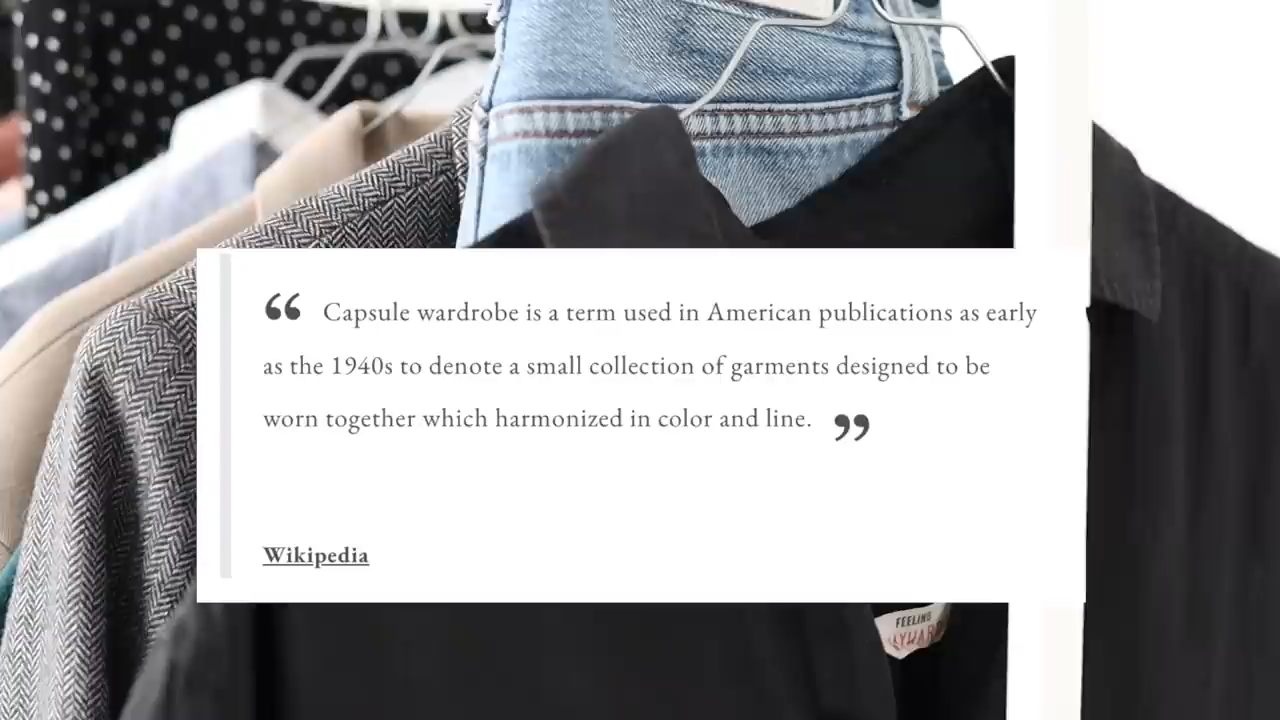 “ Capsule wardrobe is a term used in American publications as early
as the 1940s to denote a small collection of garments designed to be
worn together which harmonized in color and line. ”
Wikipedia
FEELING